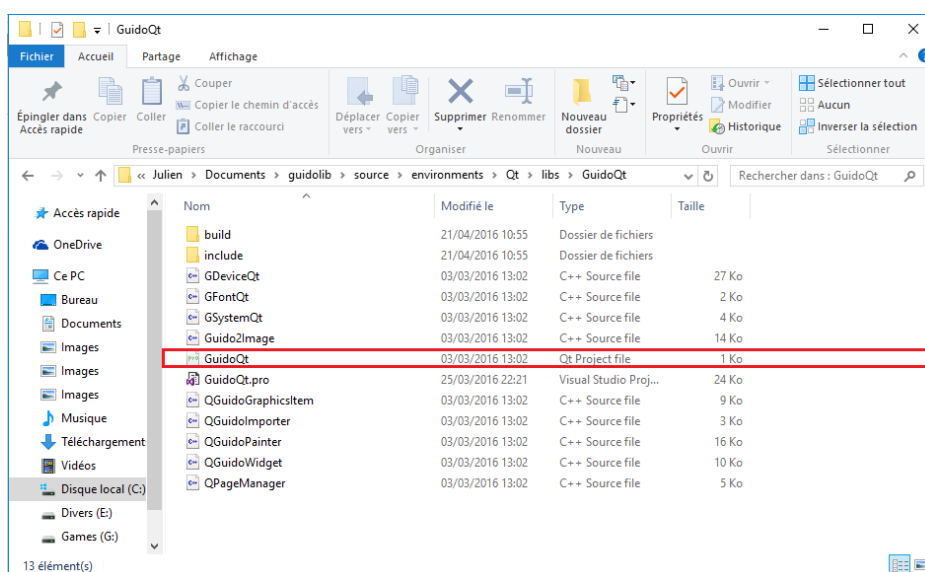 GuidoQt
Fichier Accueil Partage Affichage
Épingler dans Accès rapide
Copier
Coller
Couper
Copier le chemin d'accès
Coller le raccourci
Presse-papiers
Déplacer vers
Copier vers
Supprimer
Renommer
Organiser
Nouveau dossier
Nouveau
Propriétés
Ouvrir
Modifier
Historique
Ouvrir
Sélectionner tout
Aucun
Inverser la sélection
Sélectionner
« Julien > Documents > guidolib > source > environments > Qt > libs > GuidoQt
Rechercher dans : GuidoQt
Accès rapide
OneDrive
Ce PC
Bureau
Documents
Images
Images
Images
Musique
Téléchargement
Vidéos
Disque local (C:)
Divers (E:)
Games (G:)
Nom Modifié le Type Taille
build 21/04/2016 10:55 Dossier de fichiers
include 21/04/2016 10:55 Dossier de fichiers
GDeviceQt 03/03/2016 13:02 C++ Source file 27 Ko
GFontQt 03/03/2016 13:02 C++ Source file 2 Ko
GSystemQt 03/03/2016 13:02 C++ Source file 4 Ko
Guido2Image 03/03/2016 13:02 C++ Source file 14 Ko
GuidoQt 03/03/2016 13:02 Qt Project file 1 Ko
GuidoQt.pro 25/03/2016 22:21 Visual Studio Proj... 24 Ko
QGuidoGraphicsItem 03/03/2016 13:02 C++ Source file 9 Ko
QGuidoImporter 03/03/2016 13:02 C++ Source file 3 Ko
QGuidoPainter 03/03/2016 13:02 C++ Source file 16 Ko
QGuidoWidget 03/03/2016 13:02 C++ Source file 10 Ko
QPageManager 03/03/2016 13:02 C++ Source file 5 Ko
13 élément(s)